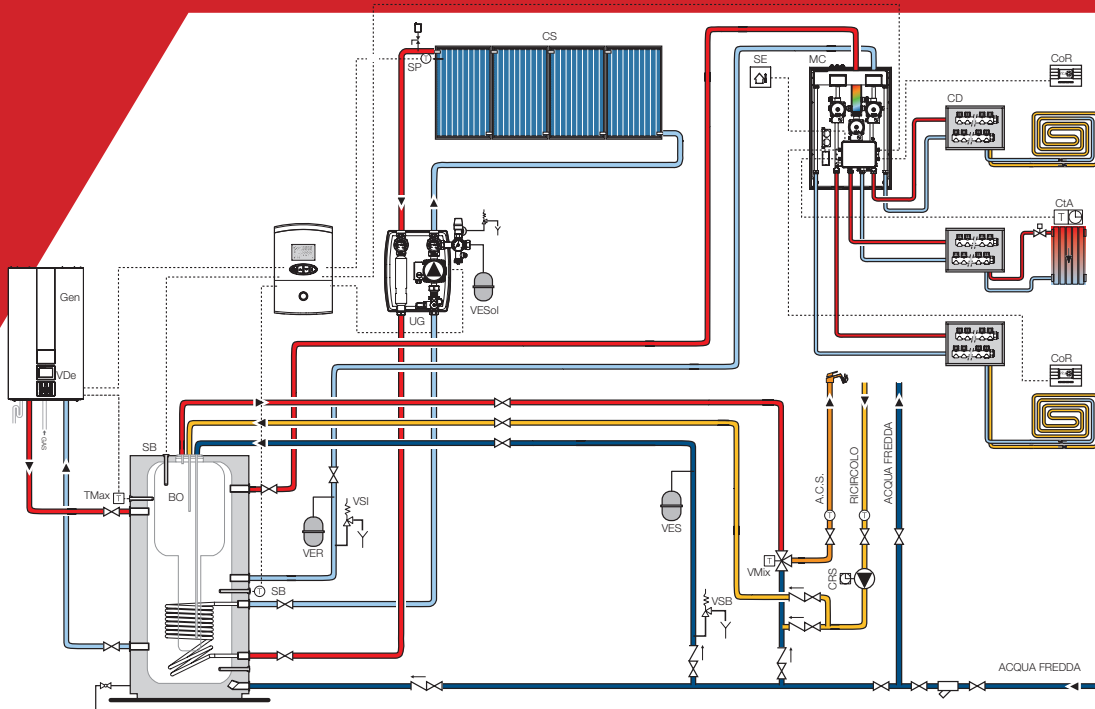 CS
SP
T
SE
MC
CoR
CD
CtA
T
Gen
VDe
UG
VESol
CoR
← GAS
SB
TMax
T
BO
VSI
VER
T
SB
VES
VSB
A.C.S.
RICIRCOLO
ACQUA FREDDA
T
T
T
VMix
CRS
ACQUA FREDDA